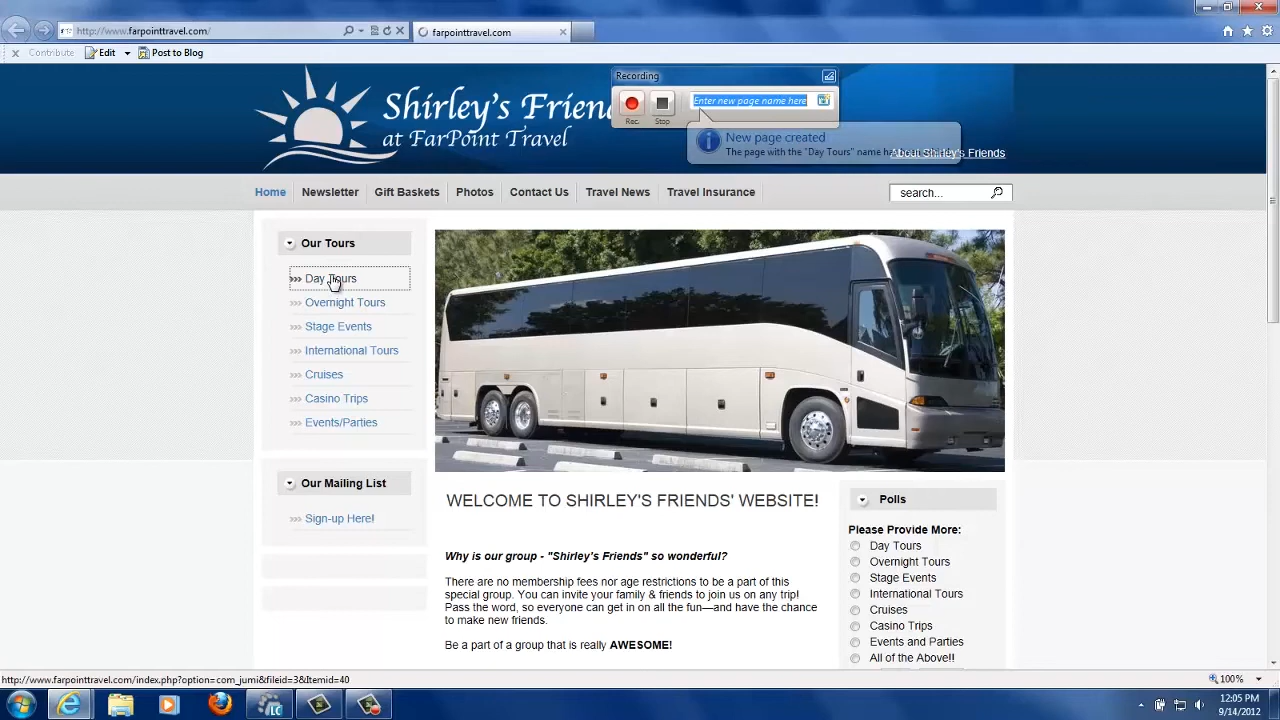 http://www.farpointtravel.com/
farpointtravel.com
Contribute Edit Post to Blog
Recording
Enter new page name here
Rec. Stop
New page created
The page with the "Day Tours" name ha
Shirley's Frien
at FarPoint Travel
About Shirley's Friends
Home Newsletter Gift Baskets Photos Contact Us Travel News Travel Insurance
search...
Our Tours
Day Tours
Overnight Tours
Stage Events
International Tours
Cruises
Casino Trips
Events/Parties
Our Mailing List
Sign-up Here!
WELCOME TO SHIRLEY'S FRIENDS' WEBSITE!
Why is our group - "Shirley's Friends" so wonderful?
There are no membership fees nor age restrictions to be a part of this
special group. You can invite your family & friends to join us on any trip!
Pass the word, so everyone can get in on all the fun—and have the chance
to make new friends.
Be a part of a group that is really AWESOME!
Polls
Please Provide More:
Day Tours
Overnight Tours
Stage Events
International Tours
Cruises
Casino Trips
Events and Parties
All of the Above!!
http://www.farpointtravel.com/index.php?option=com_jumi&fileid=3&Itemid=40
100%
LC
12:05 PM
9/14/2012